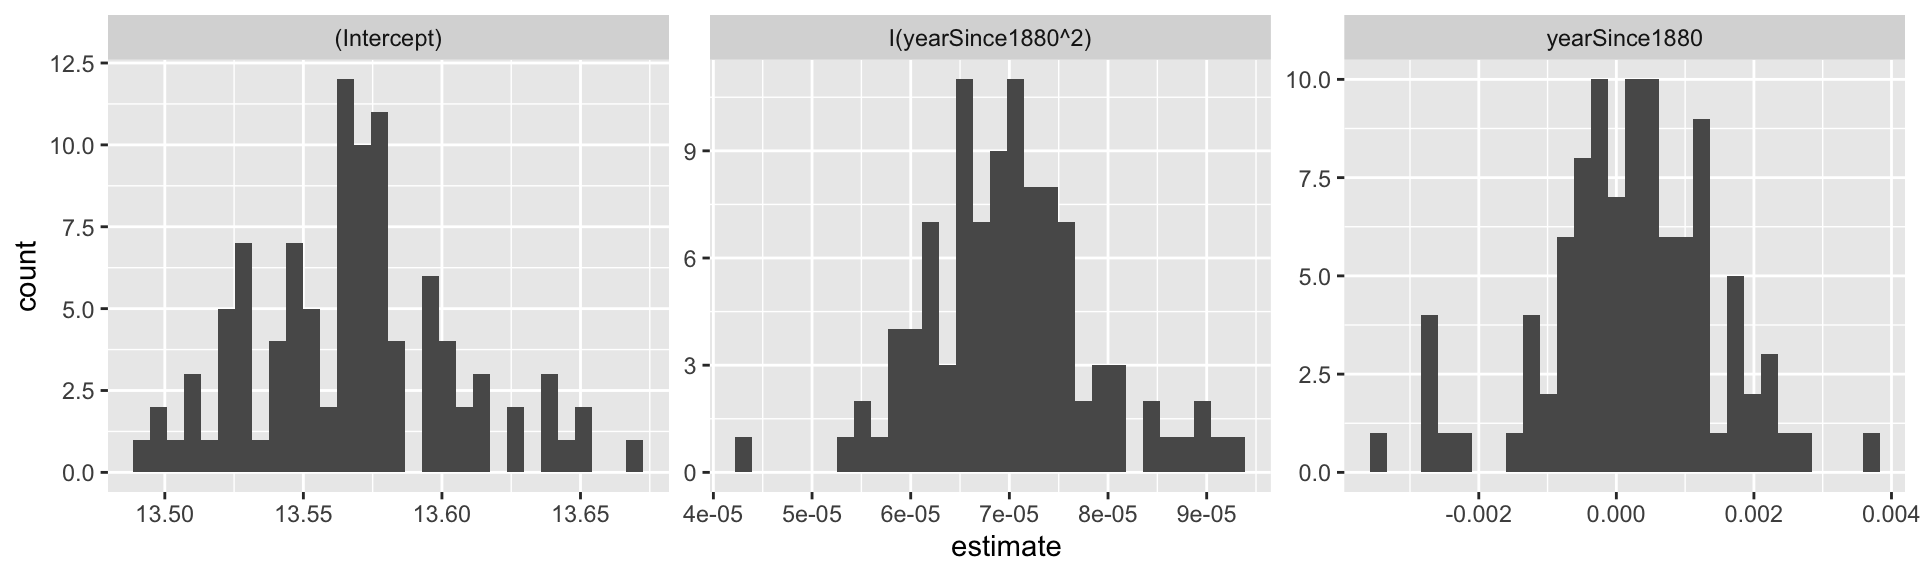 (Intercept)
I(yearSince1880^2)
yearSince1880
count
12.5
10.0
7.5
5.0
2.5
0.0
13.50
13.55
13.60
13.65
9
6
3
0
4e-05
5e-05
6e-05
7e-05
8e-05
9e-05
10.0
7.5
5.0
2.5
0.0
-0.002
0.000
0.002
0.004
estimate